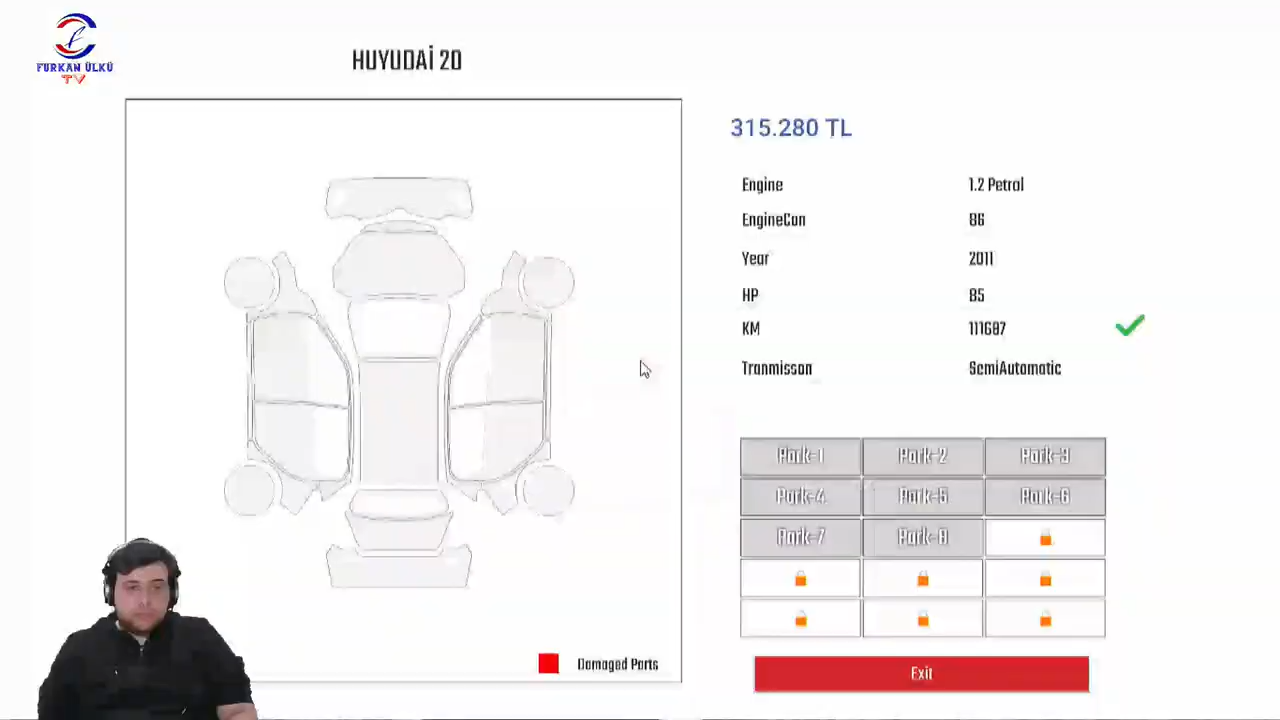 FURKAN ÜLKÜ
TV
HUYUDAİ 20
315.280 TL
Engine 1.2 Petrol
EngineCon 86
Year 2011
HP 85
KM 111687
Tranmisson SemiAutomatic
Park-1 Park-2 Park-3
Park-4 Park-5 Park-6
Park-7 Park-8
Damaged Parts
Exit